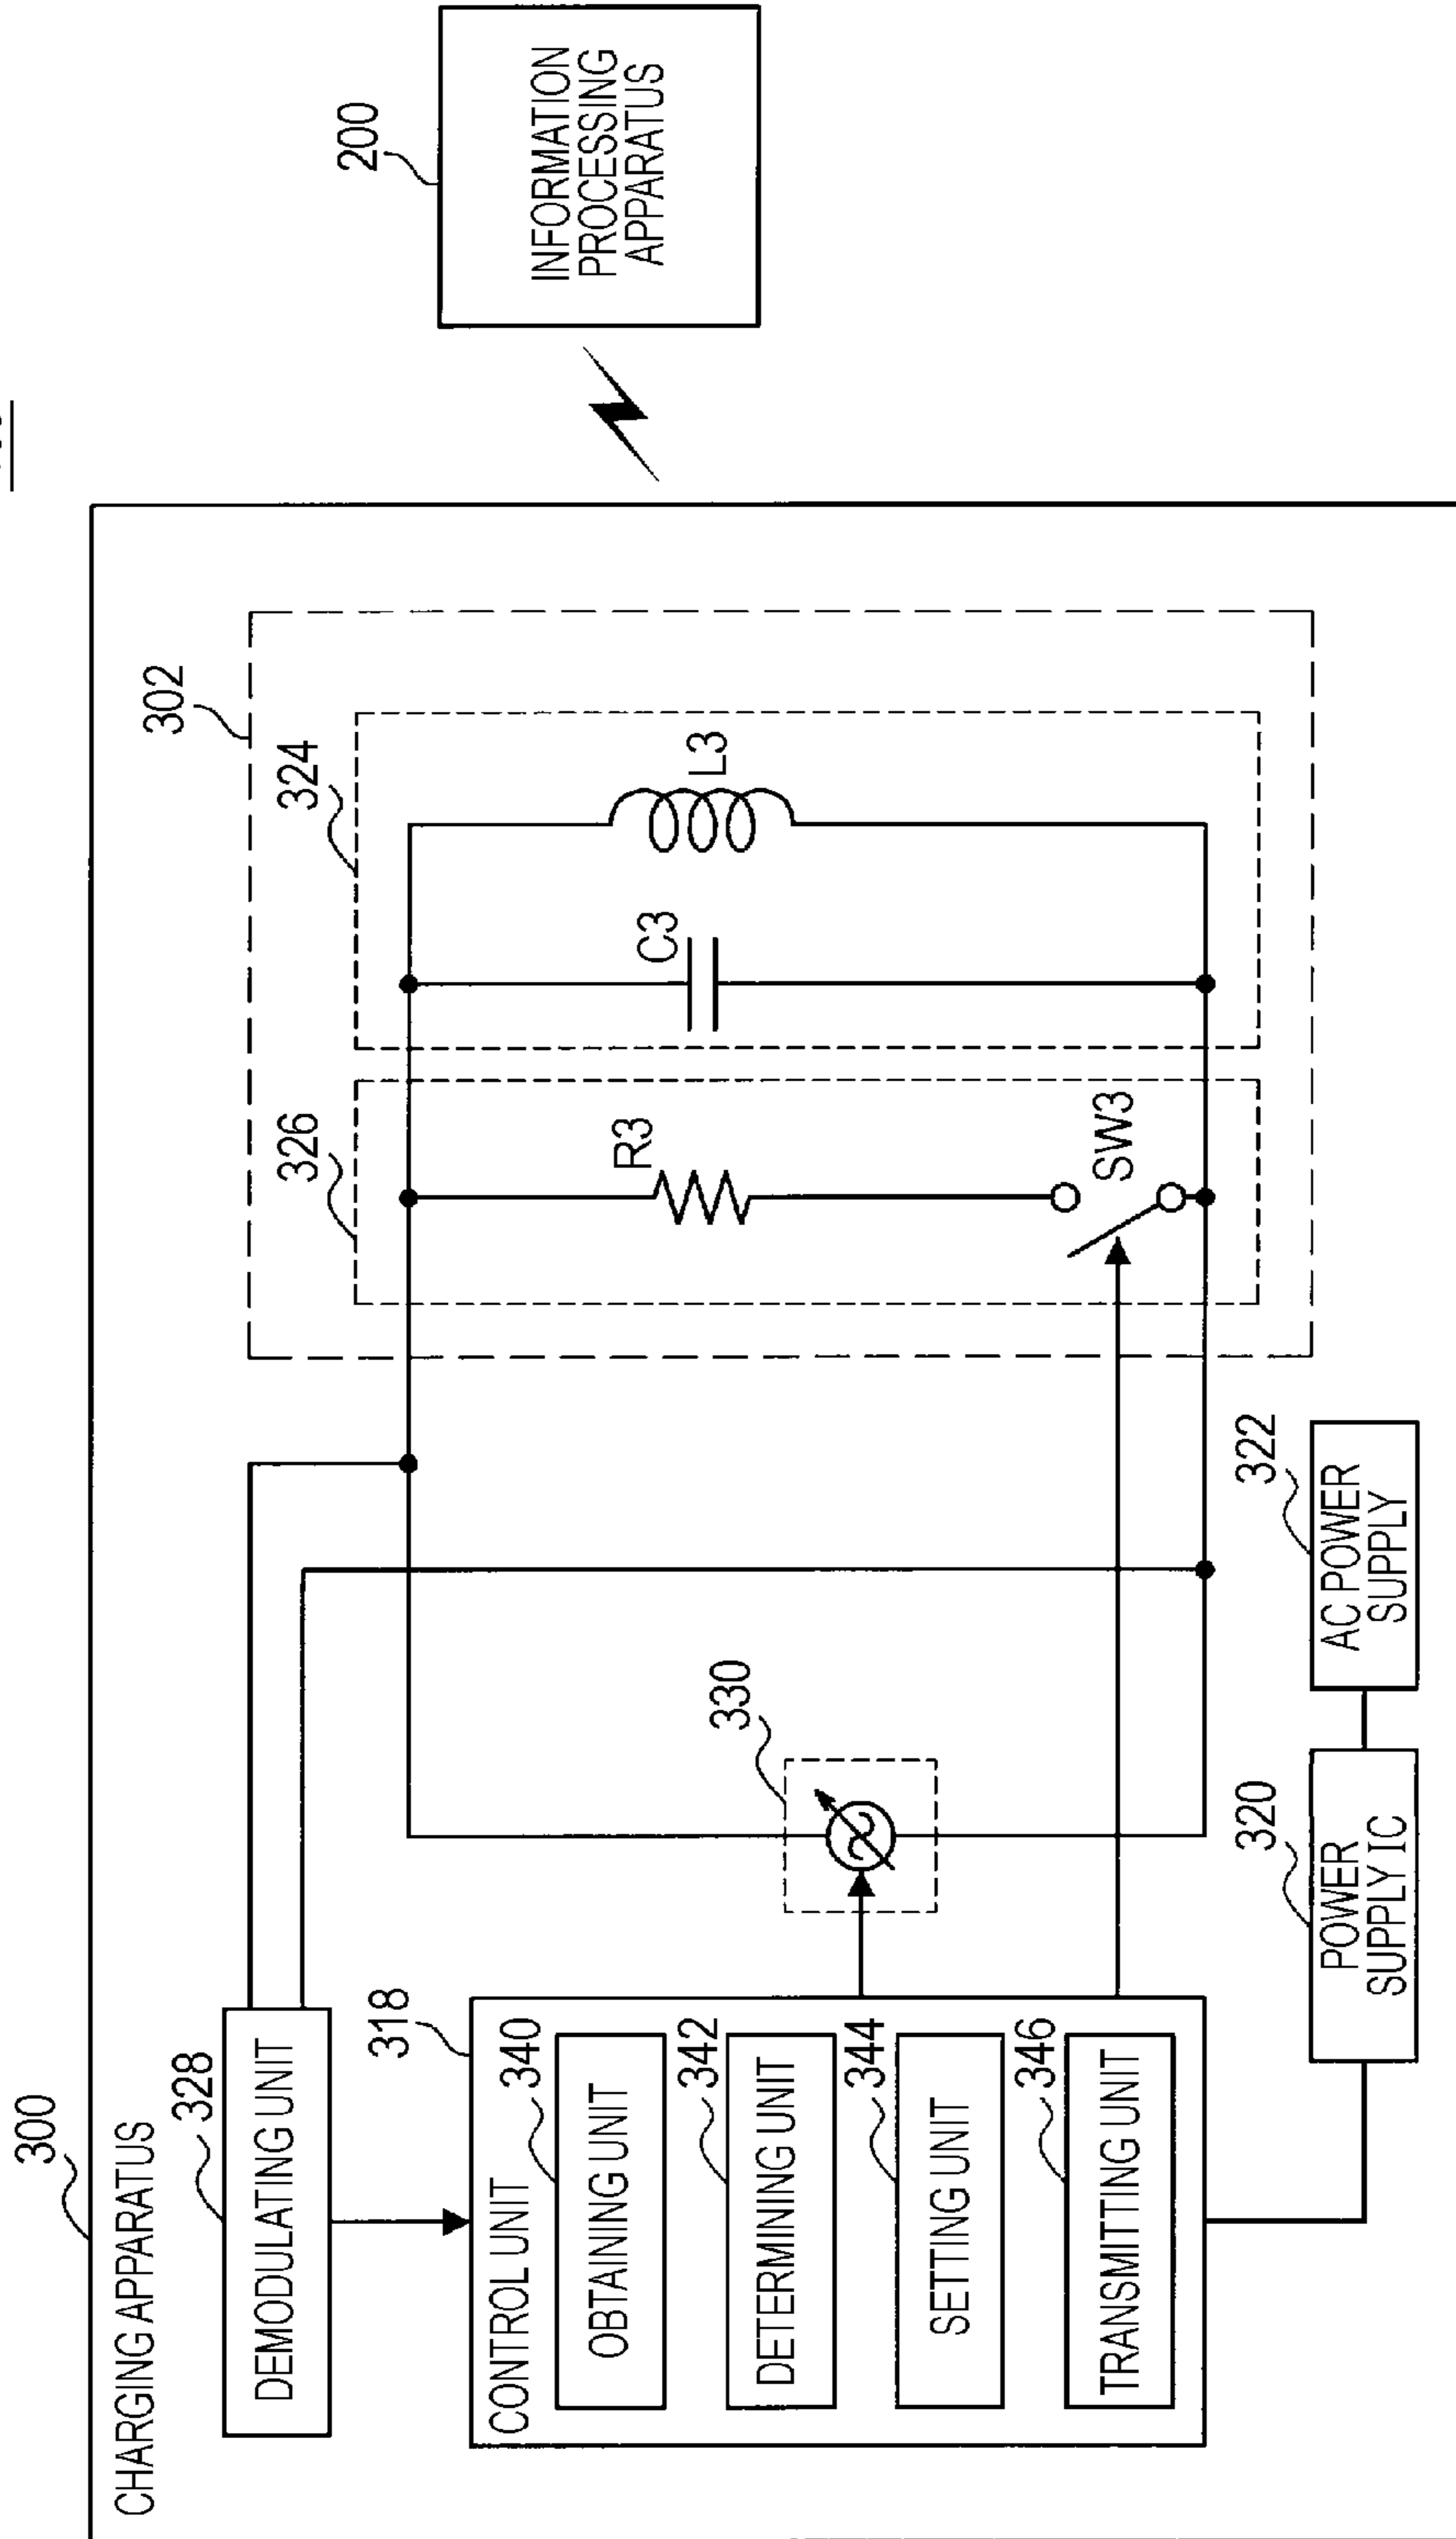 300
CHARGING APPARATUS
328
DEMODULATING UNIT
318
CONTROL UNIT
340
OBTAINING UNIT
342
DETERMINING UNIT
344
SETTING UNIT
346
TRANSMITTING UNIT
330
320
POWER
SUPPLY IC
322
AC POWER
SUPPLY
302
326
R3
SW3
324
C3
L3
200
INFORMATION
PROCESSING
APPARATUS